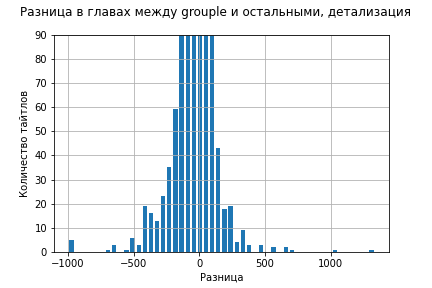 Разница в главах между grouple и остальными, детализация
90
80
70
60
50
40
30
20
10
0
Количество тайтлов
−1000 −500 0 500 1000
Разница